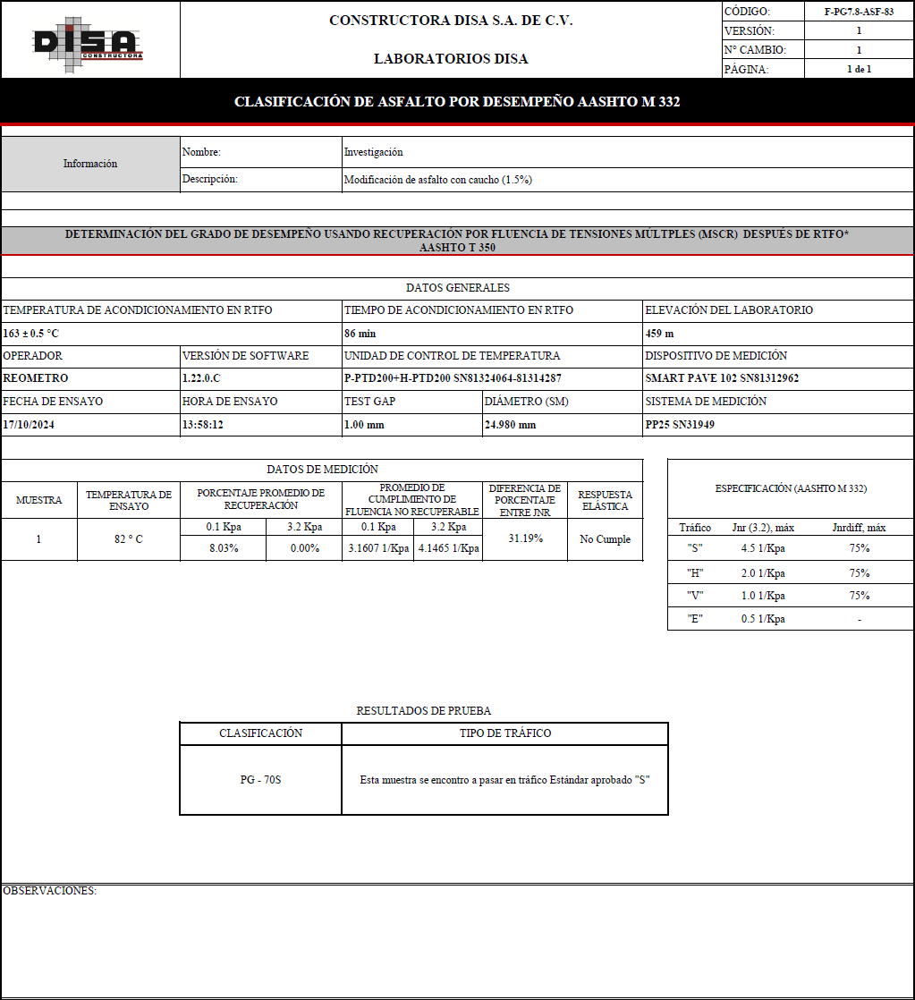 DISA
CONSTRUCTORA
CONSTRUCTORA DISA S.A. DE C.V.
LABORATORIOS DISA
CÓDIGO: F-PG7.8-ASF-83
VERSIÓN: 1
N° CAMBIO: 1
PÁGINA: 1 de 1
CLASIFICACIÓN DE ASFALTO POR DESEMPEÑO AASHTO M 332
Información
Nombre: Investigación
Descripción: Modificación de asfalto con caucho (1.5%)
DETERMINACIÓN DEL GRADO DE DESEMPEÑO USANDO RECUPERACIÓN POR FLUENCIA DE TENSIONES MÚLTPLES (MSCR) DESPUÉS DE RTFO*
AASHTO T 350
DATOS GENERALES
TEMPERATURA DE ACONDICIONAMIENTO EN RTFO TIEMPO DE ACONDICIONAMIENTO EN RTFO ELEVACIÓN DEL LABORATORIO
163 ± 0.5 °C 86 min 459 m
OPERADOR VERSIÓN DE SOFTWARE UNIDAD DE CONTROL DE TEMPERATURA DISPOSITIVO DE MEDICIÓN
REOMETRO 1.22.0.C P-PTD200+H-PTD200 SN81324064-81314287 SMART PAVE 102 SN81312962
FECHA DE ENSAYO HORA DE ENSAYO TEST GAP DIÁMETRO (SM) SISTEMA DE MEDICIÓN
17/10/2024 13:58:12 1.00 mm 24.980 mm PP25 SN31949
DATOS DE MEDICIÓN
MUESTRA
TEMPERATURA DE
ENSAYO
PORCENTAJE PROMEDIO DE
RECUPERACIÓN
PROMEDIO DE
CUMPLIMIENTO DE
FLUENCIA NO RECUPERABLE
DIFERENCIA DE
PORCENTAJE
ENTRE JNR
RESPUESTA
ELÁSTICA
0.1 Kpa 3.2 Kpa 0.1 Kpa 3.2 Kpa
1 82 ° C 8.03% 0.00% 3.1607 1/Kpa 4.1465 1/Kpa 31.19% No Cumple
ESPECIFICACIÓN (AASHTO M 332)
Tráfico Jnr (3.2), máx Jnrdiff, máx
"S" 4.5 1/Kpa 75%
"H" 2.0 1/Kpa 75%
"V" 1.0 1/Kpa 75%
"E" 0.5 1/Kpa -
RESULTADOS DE PRUEBA
CLASIFICACIÓN TIPO DE TRÁFICO
PG - 70S Esta muestra se encontro a pasar en tráfico Estándar aprobado "S"
OBSERVACIONES: